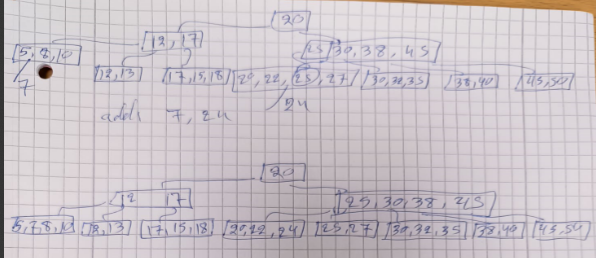 20
12, 17 25 30, 38, 45
5, 8, 10 12, 13 17, 15, 18 20, 22, 25, 27 30, 32, 35 38, 40 45, 50
7 24
add 7, 24
20
12 17 25, 30, 38, 45
5, 7, 8, 10 12, 13 17, 15, 18 20, 22, 24 25, 27 30, 32, 35 38, 40 45, 50